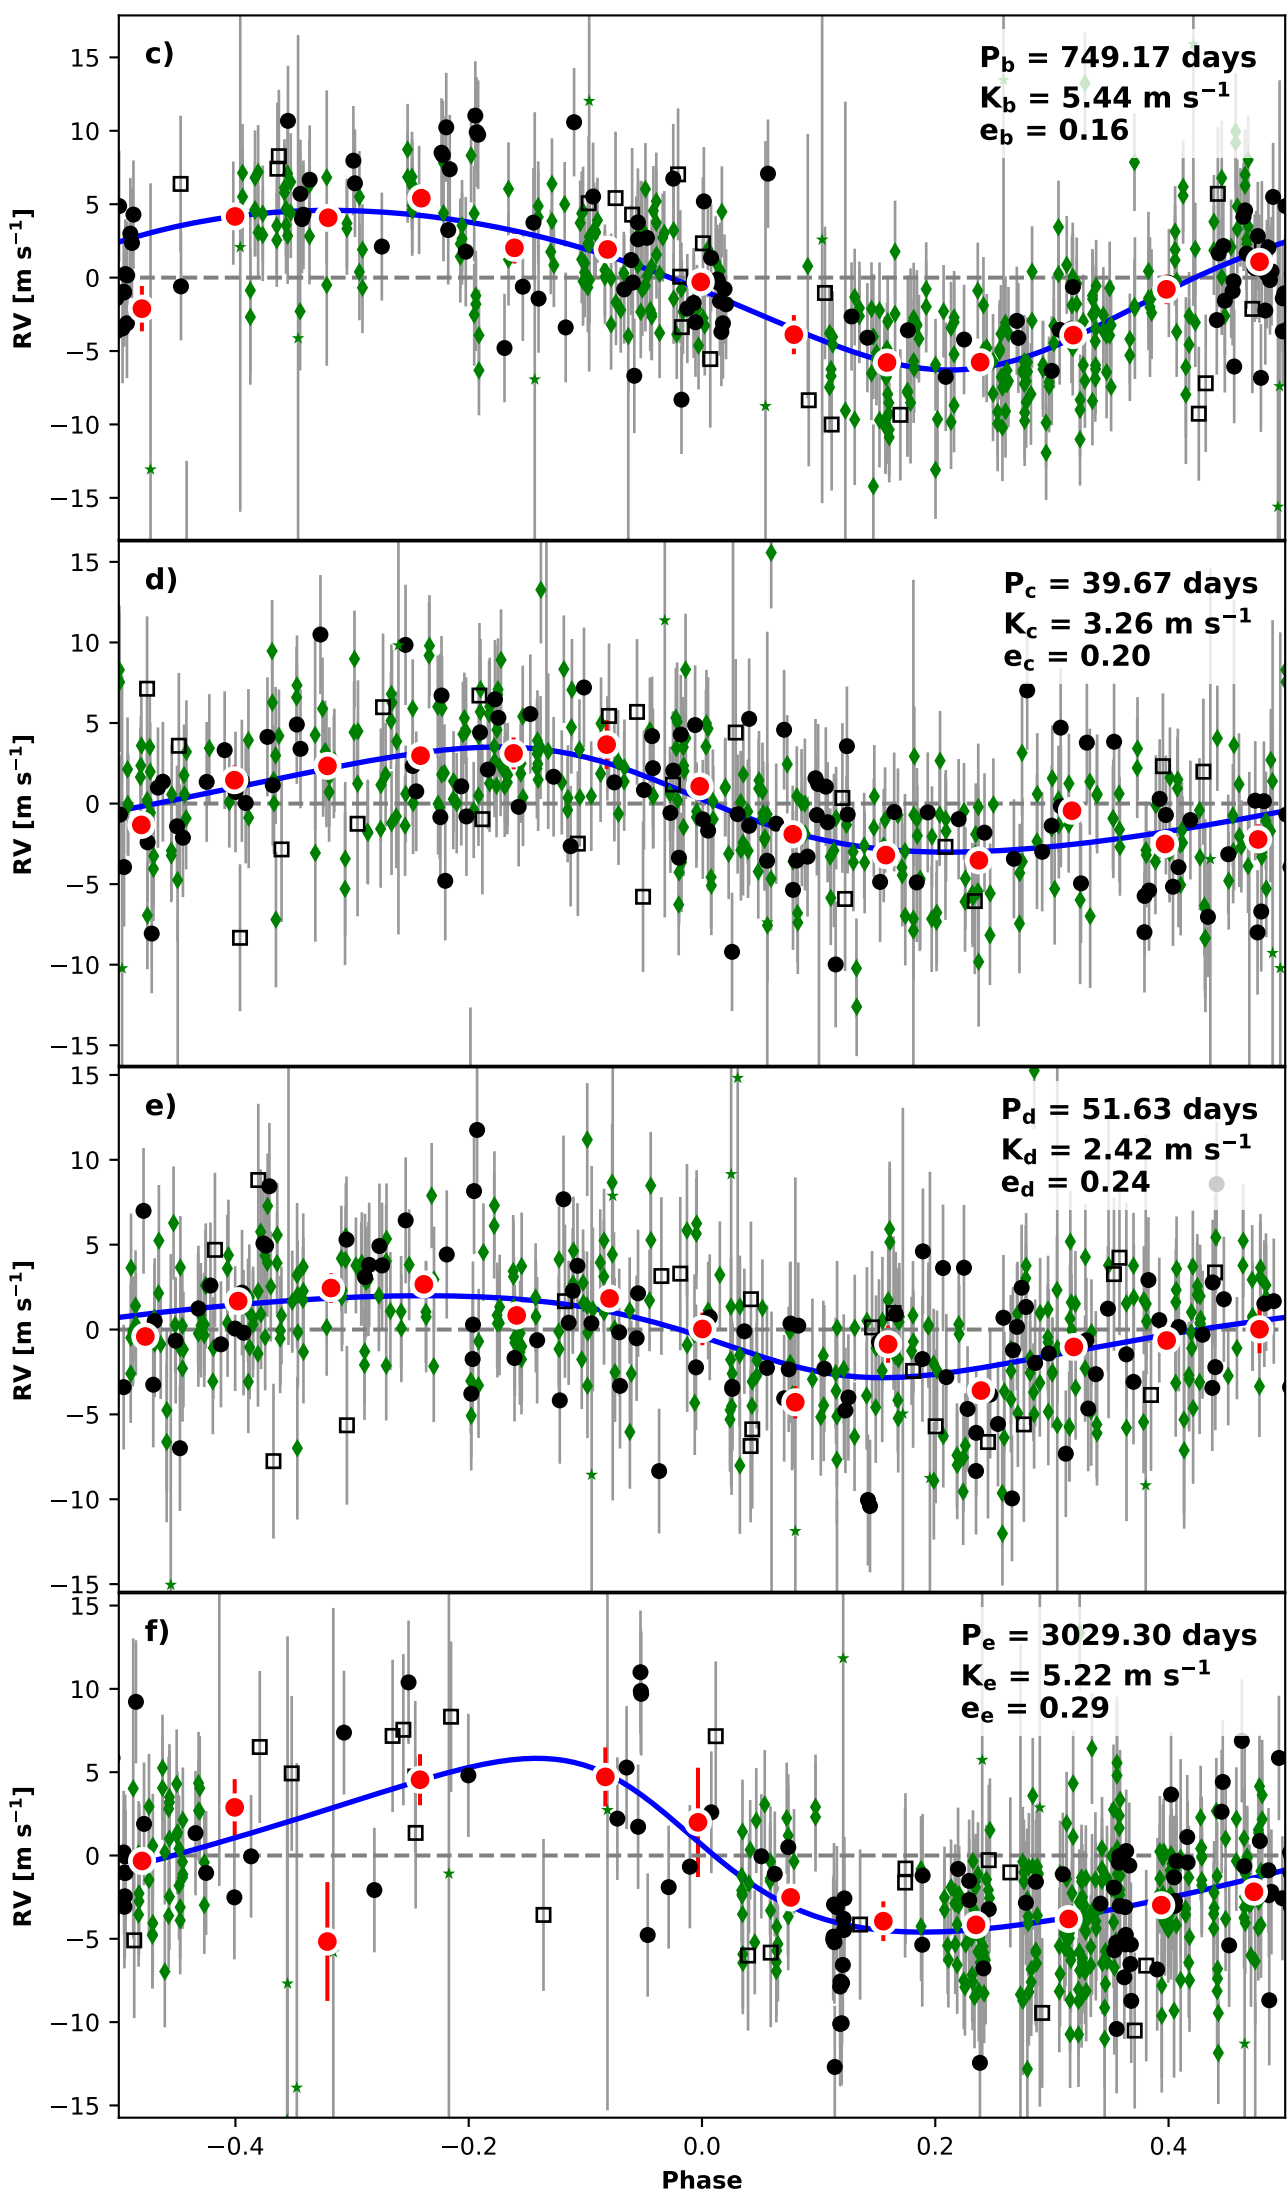 c)
P_b = 749.17 days
K_b = 5.44 m s⁻¹
e_b = 0.16
15
10
5
0
−5
−10
−15
RV [m s⁻¹]
d)
P_c = 39.67 days
K_c = 3.26 m s⁻¹
e_c = 0.20
15
10
5
0
−5
−10
−15
RV [m s⁻¹]
e)
P_d = 51.63 days
K_d = 2.42 m s⁻¹
e_d = 0.24
15
10
5
0
−5
−10
−15
RV [m s⁻¹]
f)
P_e = 3029.30 days
K_e = 5.22 m s⁻¹
e_e = 0.29
15
10
5
0
−5
−10
−15
RV [m s⁻¹]
−0.4 −0.2 0.0 0.2 0.4
Phase